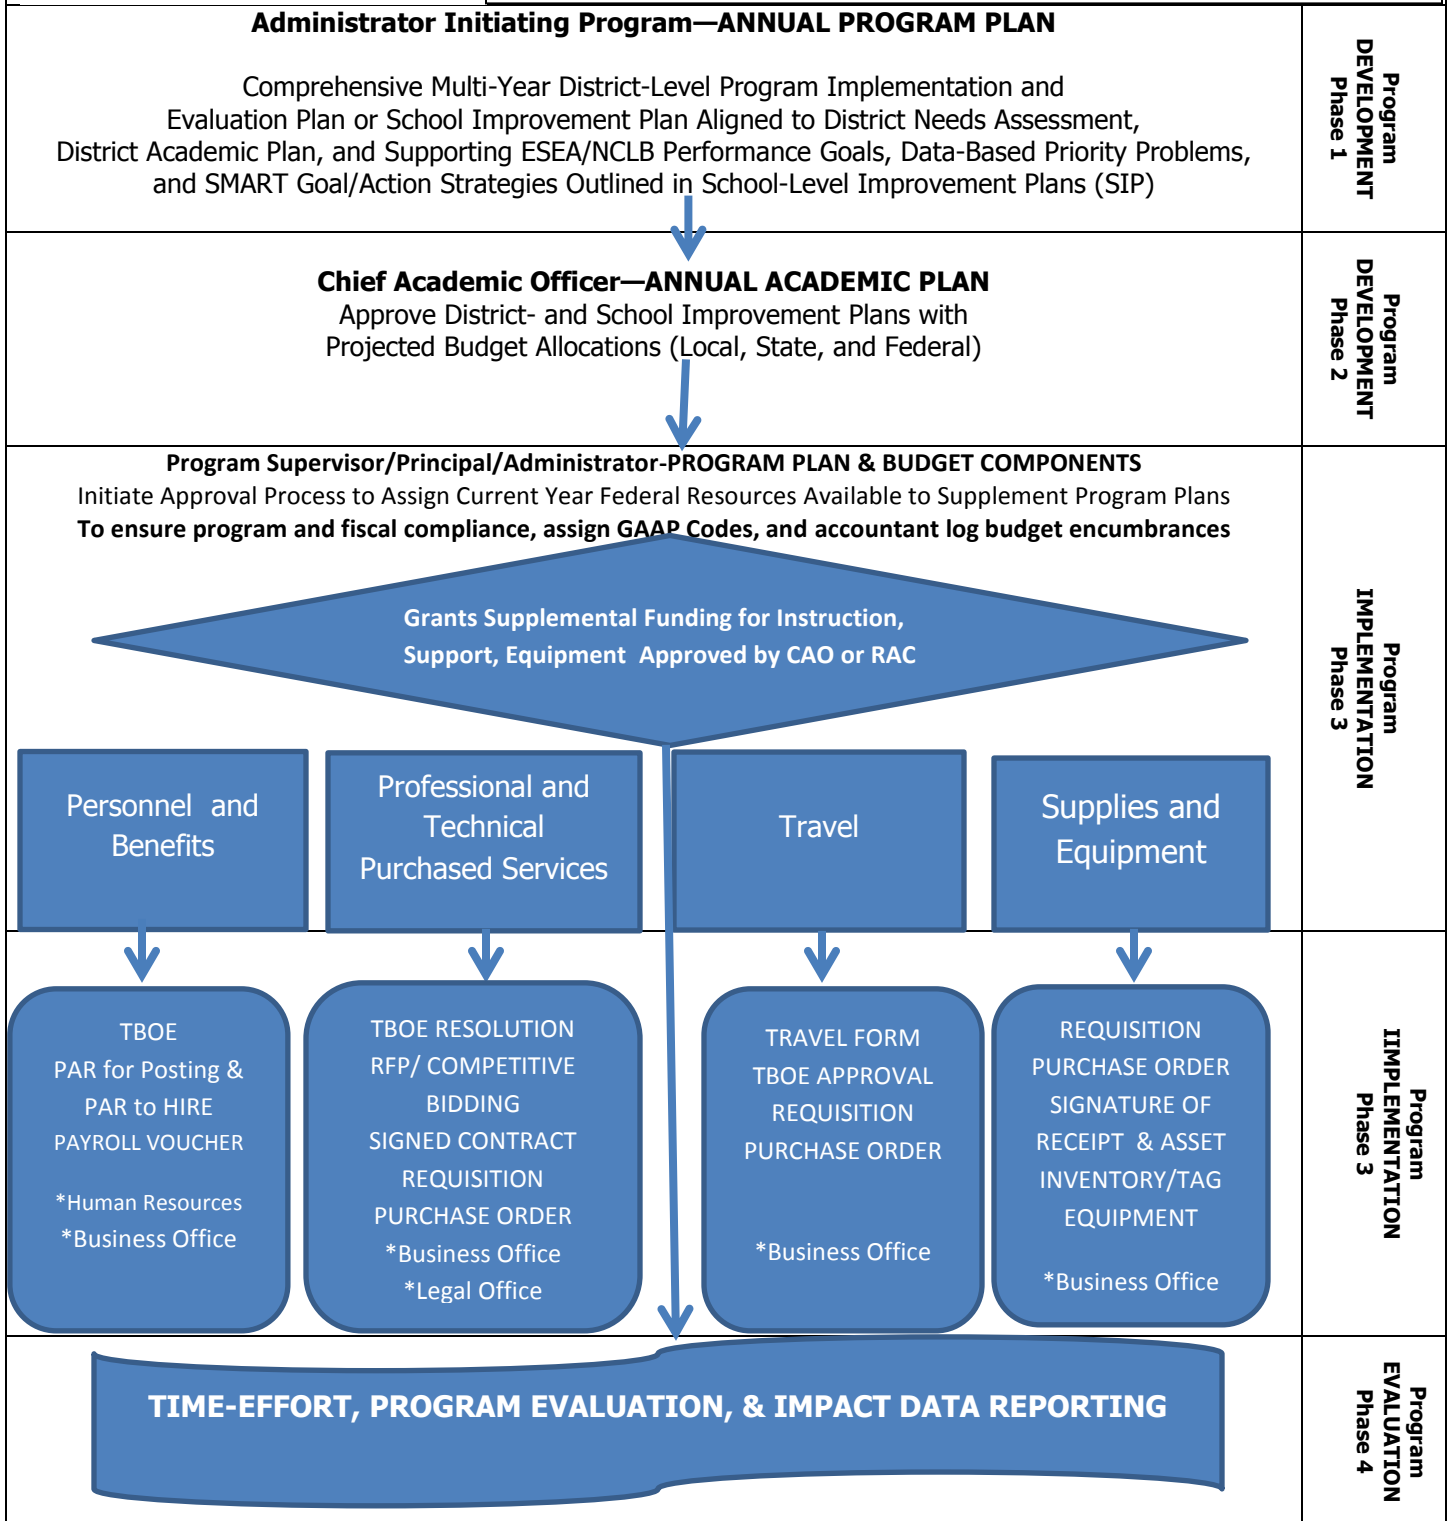 Administrator Initiating Program—ANNUAL PROGRAM PLAN
Comprehensive Multi-Year District-Level Program Implementation and
Evaluation Plan or School Improvement Plan Aligned to District Needs Assessment,
District Academic Plan, and Supporting ESEA/NCLB Performance Goals, Data-Based Priority Problems,
and SMART Goal/Action Strategies Outlined in School-Level Improvement Plans (SIP)
Program
DEVELOPMENT
Phase 1
Chief Academic Officer—ANNUAL ACADEMIC PLAN
Approve District- and School Improvement Plans with
Projected Budget Allocations (Local, State, and Federal)
Program
DEVELOPMENT
Phase 2
Program Supervisor/Principal/Administrator-PROGRAM PLAN & BUDGET COMPONENTS
Initiate Approval Process to Assign Current Year Federal Resources Available to Supplement Program Plans
To ensure program and fiscal compliance, assign GAAP Codes, and accountant log budget encumbrances
Grants Supplemental Funding for Instruction,
Support, Equipment Approved by CAO or RAC
Program
IMPLEMENTATION
Phase 3
Personnel and
Benefits
Professional and
Technical
Purchased Services
Travel
Supplies and
Equipment
TBOE
PAR for Posting &
PAR to HIRE
PAYROLL VOUCHER
*Human Resources
*Business Office
TBOE RESOLUTION
RFP/ COMPETITIVE
BIDDING
SIGNED CONTRACT
REQUISITION
PURCHASE ORDER
*Business Office
*Legal Office
TRAVEL FORM
TBOE APPROVAL
REQUISITION
PURCHASE ORDER
*Business Office
REQUISITION
PURCHASE ORDER
SIGNATURE OF
RECEIPT & ASSET
INVENTORY/TAG
EQUIPMENT
*Business Office
Program
IIMPLEMENTATION
Phase 3
TIME-EFFORT, PROGRAM EVALUATION, & IMPACT DATA REPORTING
Program
EVALUATION
Phase 4